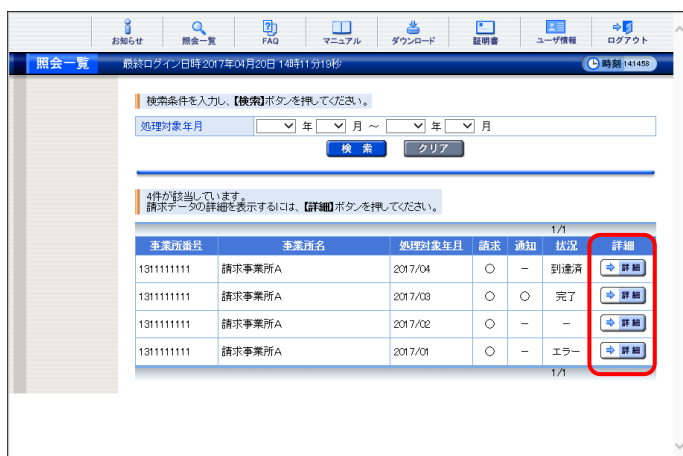 お知らせ 照会一覧 FAQ マニュアル ダウンロード 証明書 ユーザ情報 ログアウト
照会一覧 最終ログイン日時:2017年04月20日 14時11分19秒 時刻 14:14:58
検索条件を入力し、【検索】ボタンを押してください。
処理対象年月 年 月 ～ 年 月
検 索 クリア
4件が該当しています。
請求データの詳細を表示するには、【詳細】ボタンを押してください。
1/1
事業所番号 事業所名 処理対象年月 請求 通知 状況 詳細
1311111111 請求事業所A 2017/04 ○ － 到達済 詳細
1311111111 請求事業所A 2017/03 ○ ○ 完了 詳細
1311111111 請求事業所A 2017/02 ○ － － 詳細
1311111111 請求事業所A 2017/01 ○ － エラー 詳細
1/1